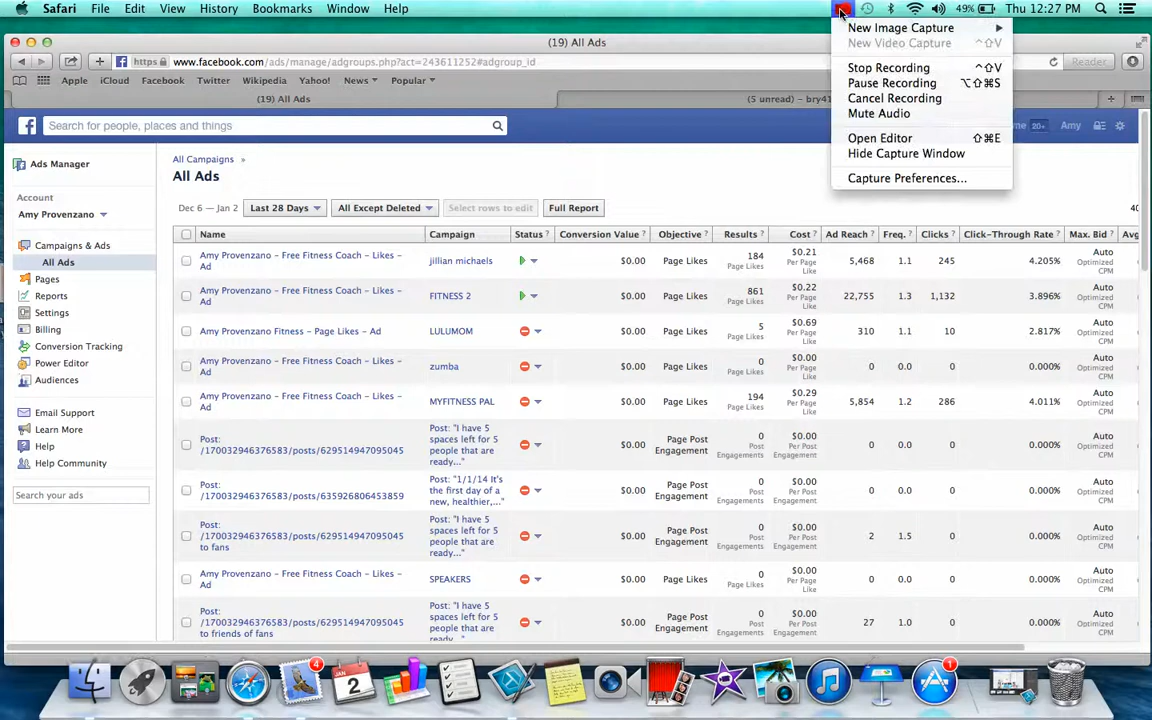 Safari File Edit View History Bookmarks Window Help
49% Thu 12:27 PM
(19) All Ads
https www.facebook.com/ads/manage/adgroups.php?act=243611252#adgroup_id
Reader
Apple iCloud Facebook Twitter Wikipedia Yahoo! News Popular
(19) All Ads
(5 unread) – bry41
New Image Capture
New Video Capture ^⇧V
Stop Recording ^⇧V
Pause Recording ⌥⇧⌘S
Cancel Recording
Mute Audio
Open Editor ⇧⌘E
Hide Capture Window
Capture Preferences...
Search for people, places and things
20+ Amy
Ads Manager
Account
Amy Provenzano
Campaigns & Ads
All Ads
Pages
Reports
Settings
Billing
Conversion Tracking
Power Editor
Audiences
Email Support
Learn More
Help
Help Community
Search your ads
All Campaigns »
All Ads
Dec 6 — Jan 2 Last 28 Days All Except Deleted Select rows to edit Full Report
Name Campaign Status ? Conversion Value ? Objective ? Results ? Cost ? Ad Reach ? Freq. ? Clicks ? Click-Through Rate ? Max. Bid ? Avg
Amy Provenzano – Free Fitness Coach – Likes –
Ad
jillian michaels
$0.00
Page Likes
184
Page Likes
$0.21
Per Page
Like
5,468 1.1 245 4.205%
Auto
Optimized
CPM
Amy Provenzano – Free Fitness Coach – Likes –
Ad
FITNESS 2
$0.00
Page Likes
861
Page Likes
$0.22
Per Page
Like
22,755 1.3 1,132 3.896%
Auto
Optimized
CPM
Amy Provenzano Fitness – Page Likes – Ad
LULUMOM
$0.00
Page Likes
5
Page Likes
$0.69
Per Page
Like
310 1.1 10 2.817%
Auto
Optimized
CPM
Amy Provenzano – Free Fitness Coach – Likes –
Ad
zumba
$0.00
Page Likes
0
Page Likes
$0.00
Per Page
Like
0 0.0 0 0.000%
Auto
Optimized
CPM
Amy Provenzano – Free Fitness Coach – Likes –
Ad
MYFITNESS PAL
$0.00
Page Likes
194
Page Likes
$0.29
Per Page
Like
5,854 1.2 286 4.011%
Auto
Optimized
CPM
Post:
/170032946376583/posts/629514947095045
Post: "I have 5
spaces left for 5
people that are
ready..."
$0.00
Page Post
Engagement
0
Post
Engagements
$0.00
Per Post
Engagement
0 0.0 0 0.000%
Auto
Optimized
CPM
Post:
/170032946376583/posts/635926806453859
Post: "1/1/14 It's
the first day of a
new, healthier,..."
$0.00
Page Post
Engagement
0
Post
Engagements
$0.00
Per Post
Engagement
0 0.0 0 0.000%
Auto
Optimized
CPM
Post:
/170032946376583/posts/629514947095045
to fans
Post: "I have 5
spaces left for 5
people that are
ready..."
$0.00
Page Post
Engagement
0
Post
Engagements
$0.00
Per Post
Engagement
2 1.5 0 0.000%
Auto
Optimized
CPM
Amy Provenzano – Free Fitness Coach – Likes –
Ad
SPEAKERS
$0.00
Page Likes
0
Page Likes
$0.00
Per Page
Like
0 0.0 0 0.000%
Auto
Optimized
CPM
Post:
/170032946376583/posts/629514947095045
to friends of fans
Post: "I have 5
spaces left for 5
people that are
ready..."
$0.00
Page Post
Engagement
0
Post
Engagements
$0.00
Per Post
Engagement
27 1.0 0 0.000%
Auto
Optimized
CPM
4
JAN
2
1